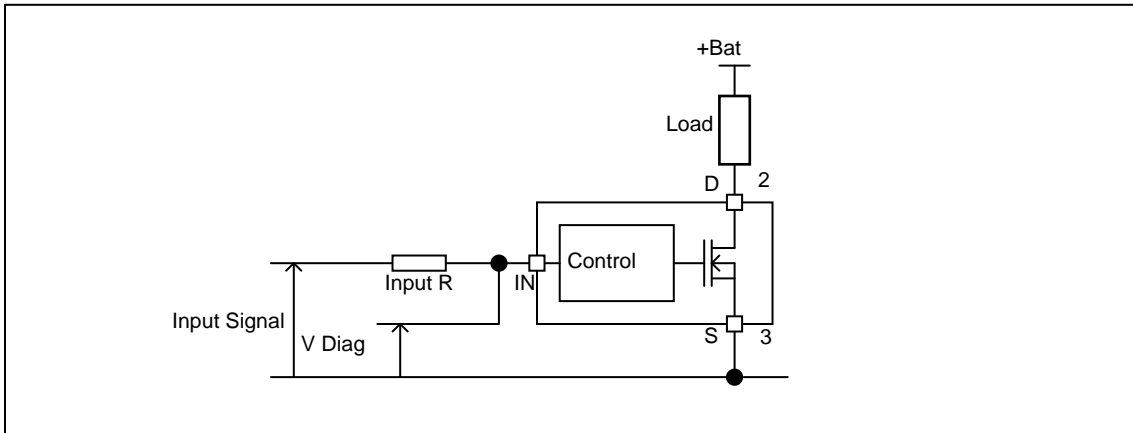 +Bat
Load
D
2
Control
Input R
IN
Input Signal
V Diag
S
3